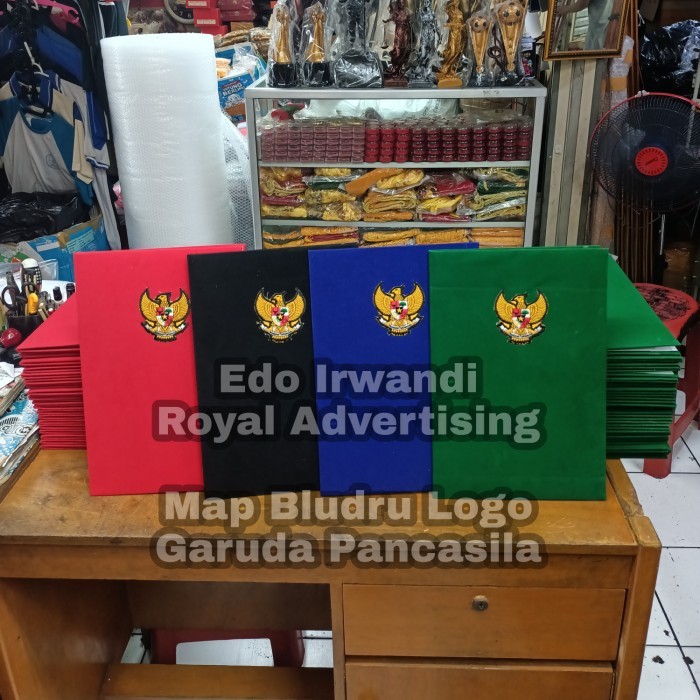 Edo Irwandi
Royal Advertising
Map Bludru Logo
Garuda Pancasila